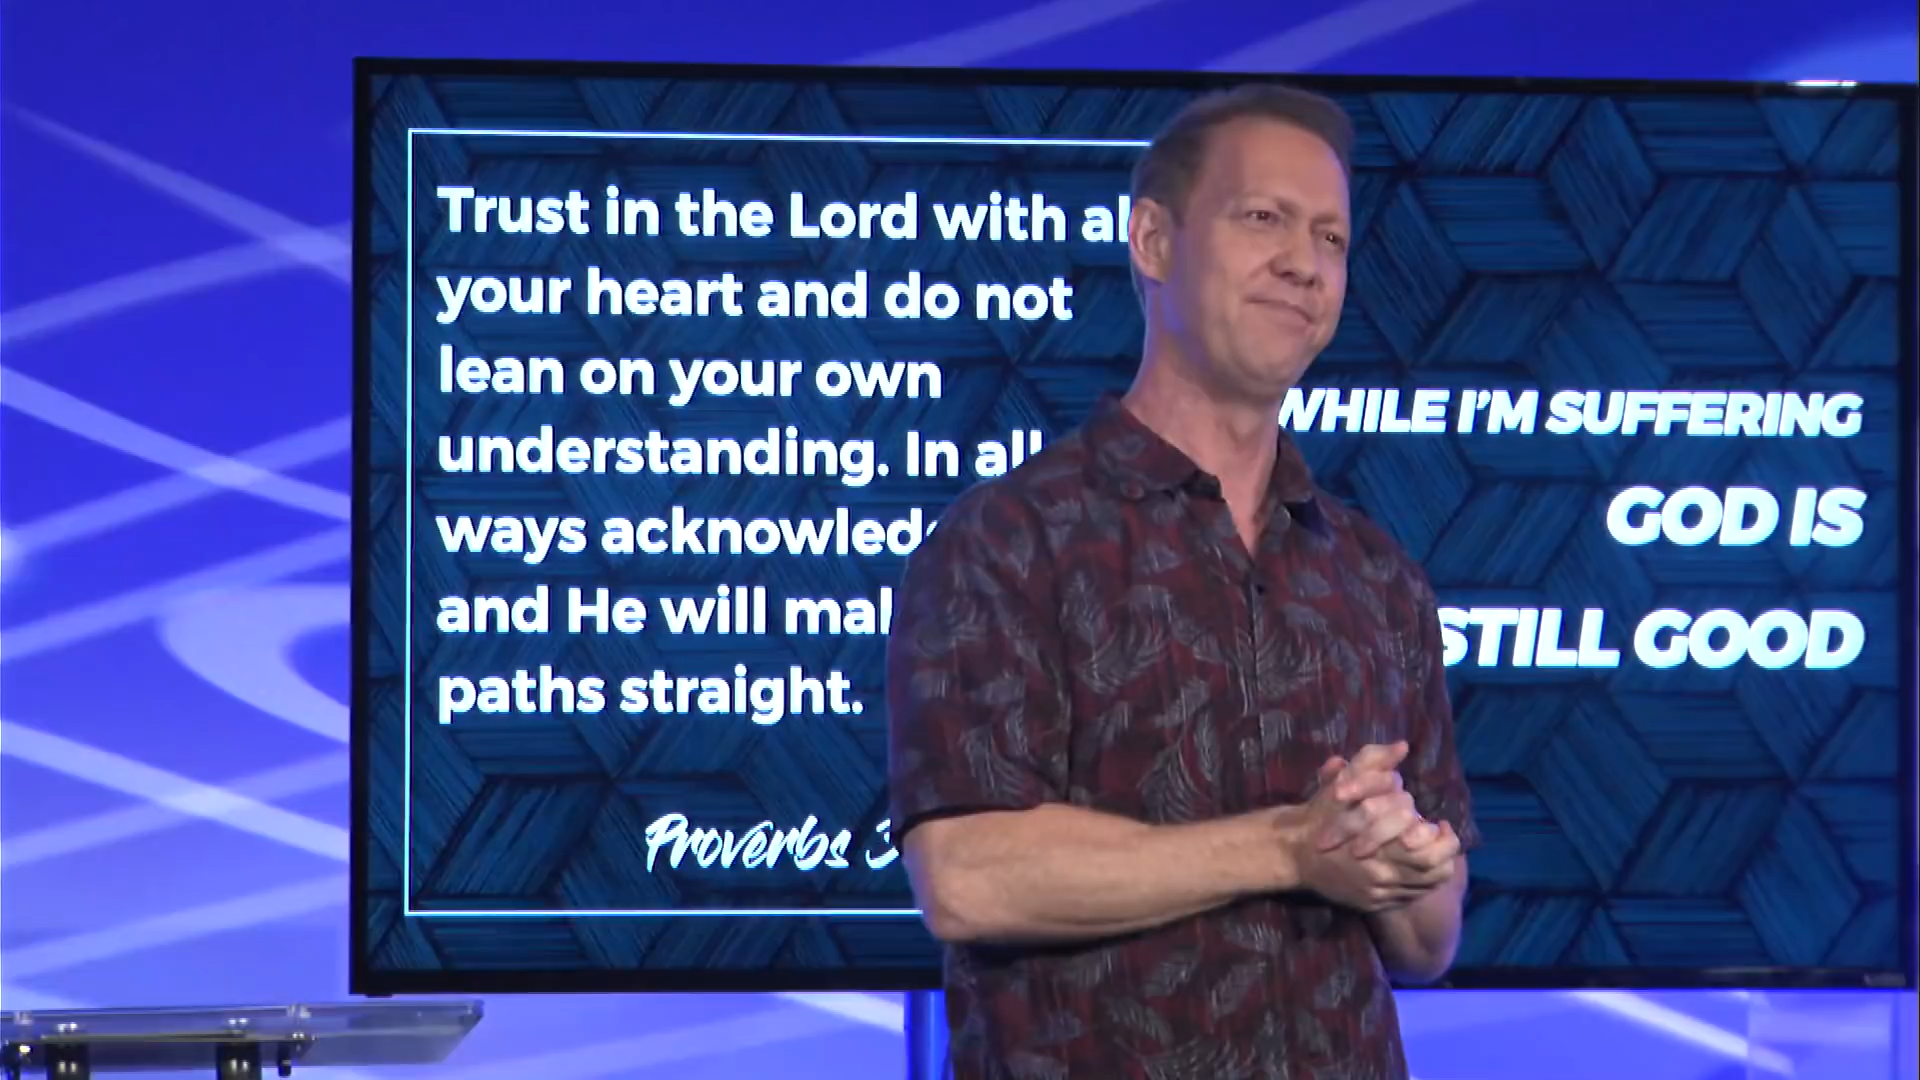 Trust in the Lord with al
your heart and do not
lean on your own
understanding. In all
ways acknowled
and He will mak
paths straight.
Proverbs 3
WHILE I'M SUFFERING
GOD IS
STILL GOOD